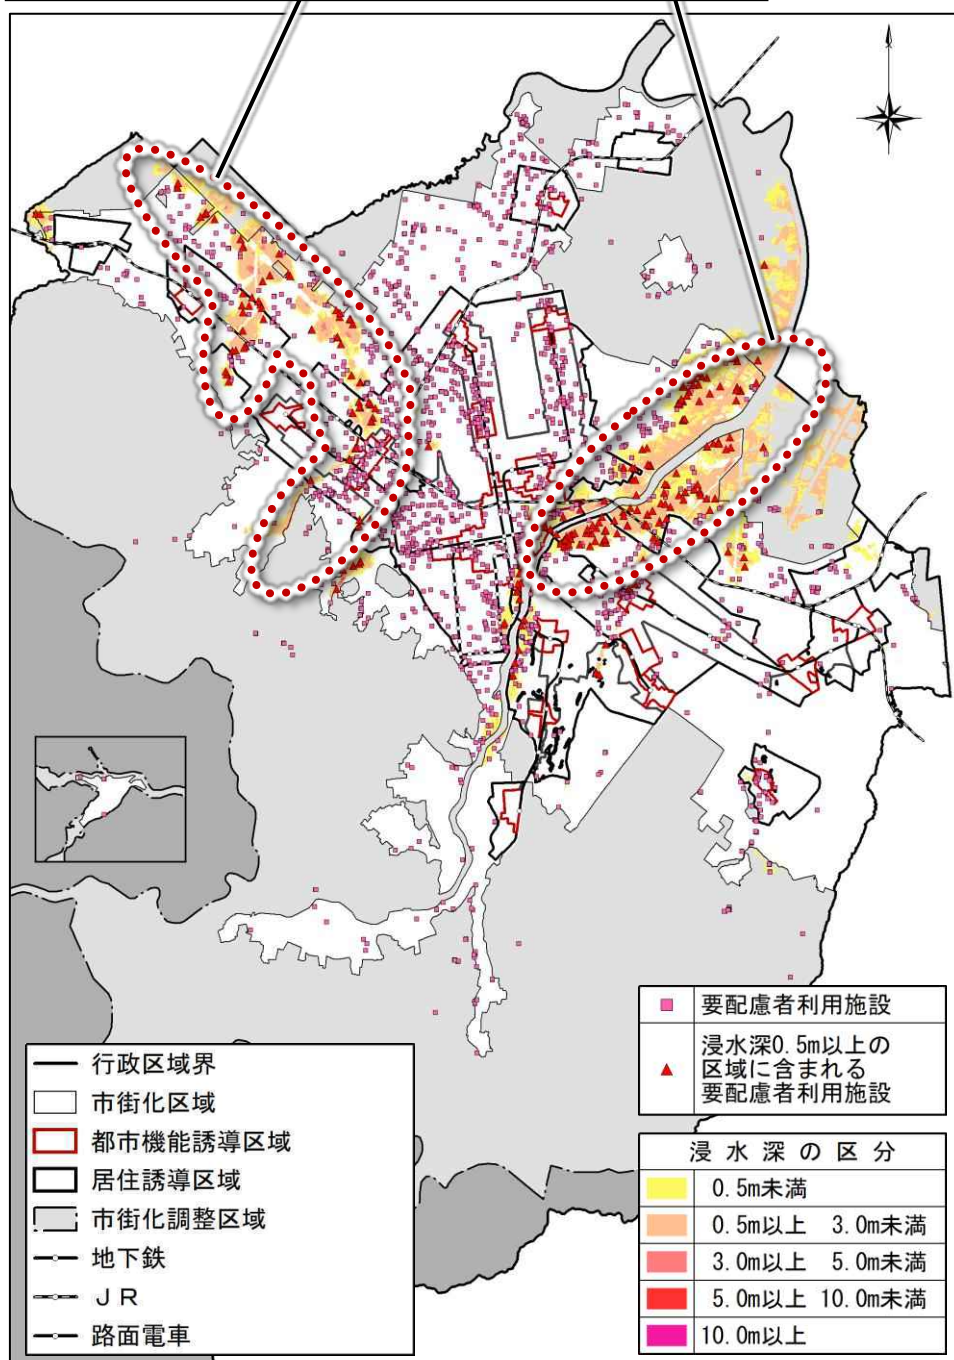 要配慮者利用施設
浸水深0.5m以上の
区域に含まれる
要配慮者利用施設
行政区域界
市街化区域
都市機能誘導区域
居住誘導区域
市街化調整区域
地下鉄
ＪＲ
路面電車
浸水深の区分
0.5m未満
0.5m以上 3.0m未満
3.0m以上 5.0m未満
5.0m以上 10.0m未満
10.0m以上